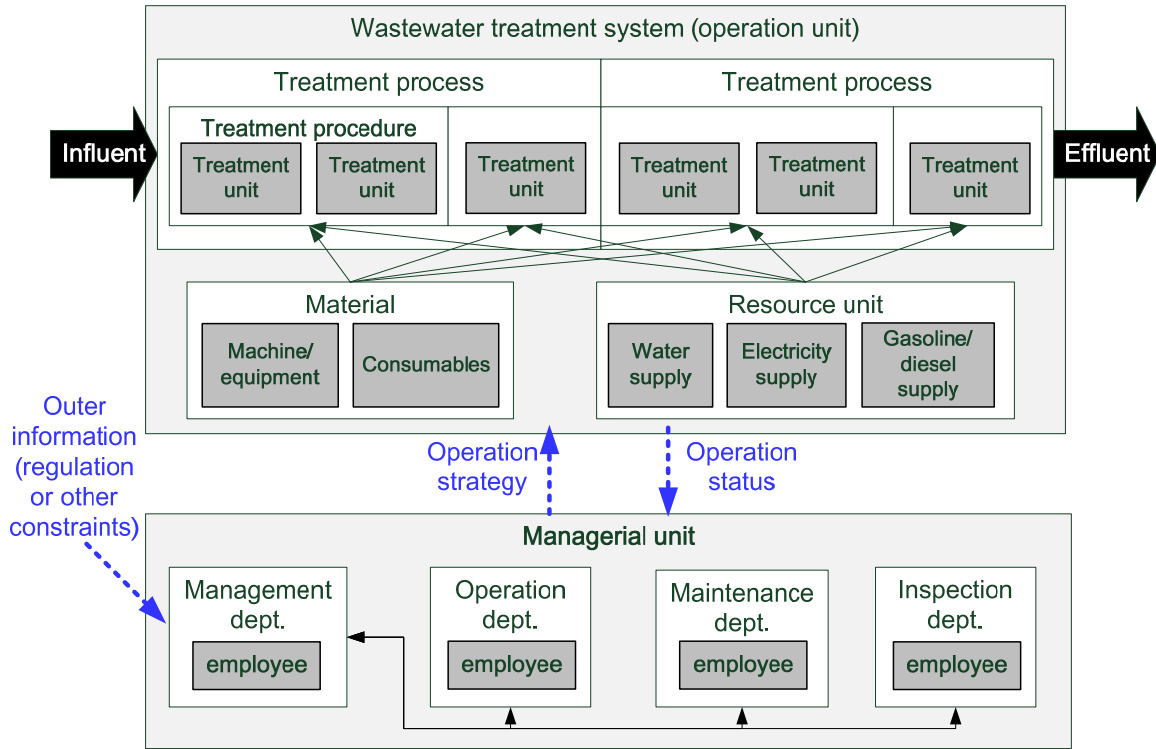 Wastewater treatment system (operation unit)
Treatment process
Treatment process
Treatment procedure
Influent
Treatment
unit
Treatment
unit
Treatment
unit
Treatment
unit
Treatment
unit
Treatment
unit
Effluent
Material
Machine/
equipment
Consumables
Resource unit
Water
supply
Electricity
supply
Gasoline/
diesel
supply
Outer
information
(regulation
or other
constraints)
Operation
strategy
Operation
status
Managerial unit
Management
dept.
employee
Operation
dept.
employee
Maintenance
dept.
employee
Inspection
dept.
employee